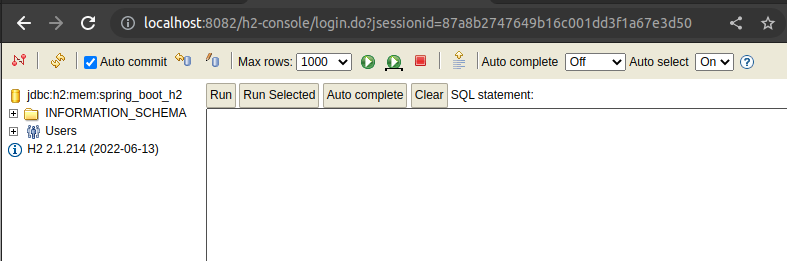 localhost:8082/h2-console/login.do?jsessionid=87a8b2747649b16c001dd3f1a67e3d50
Auto commit Max rows: 1000 Auto complete Off Auto select On ?
jdbc:h2:mem:spring_boot_h2 Run Run Selected Auto complete Clear SQL statement:
INFORMATION_SCHEMA
Users
H2 2.1.214 (2022-06-13)